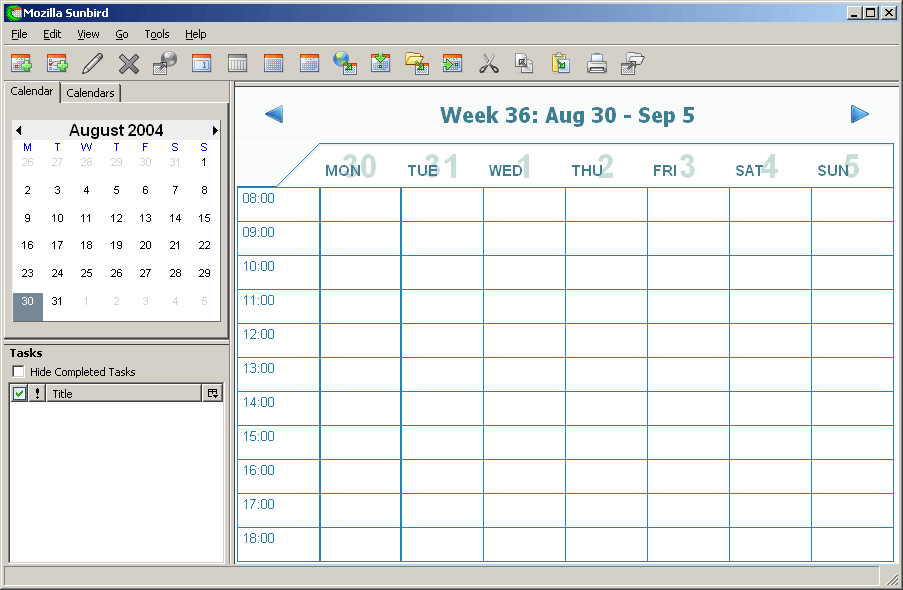 Mozilla Sunbird
File Edit View Go Tools Help
1
Calendar Calendars
August 2004
M T W T F S S
26 27 28 29 30 31 1
2 3 4 5 6 7 8
9 10 11 12 13 14 15
16 17 18 19 20 21 22
23 24 25 26 27 28 29
30 31 1 2 3 4 5
Tasks
Hide Completed Tasks
! Title
Week 36: Aug 30 - Sep 5
MON 30 TUE 31 WED 1 THU 2 FRI 3 SAT 4 SUN 5
08:00
09:00
10:00
11:00
12:00
13:00
14:00
15:00
16:00
17:00
18:00